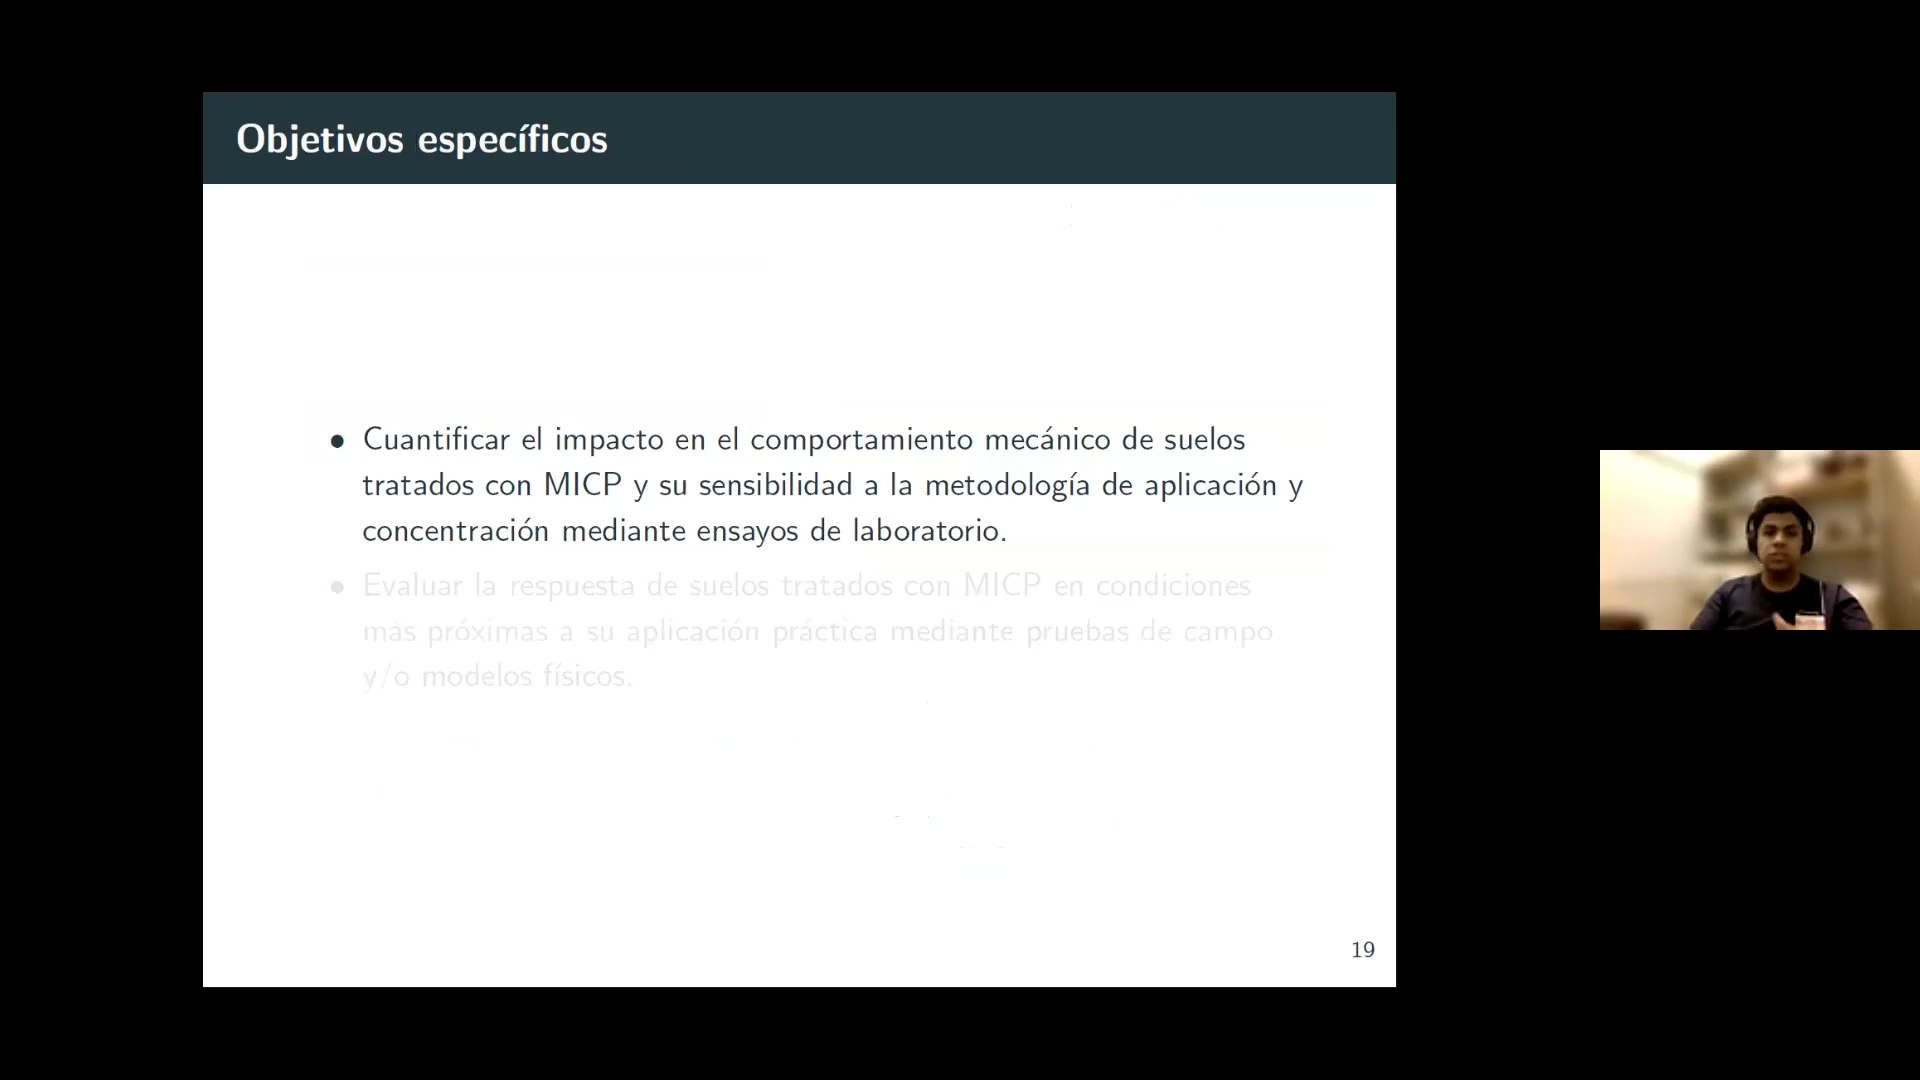 Objetivos específicos
• Cuantificar el impacto en el comportamiento mecánico de suelos
tratados con MICP y su sensibilidad a la metodología de aplicación y
concentración mediante ensayos de laboratorio.
• Evaluar la respuesta de suelos tratados con MICP en condiciones
más próximas a su aplicación práctica mediante pruebas de campo
y/o modelos físicos.
19